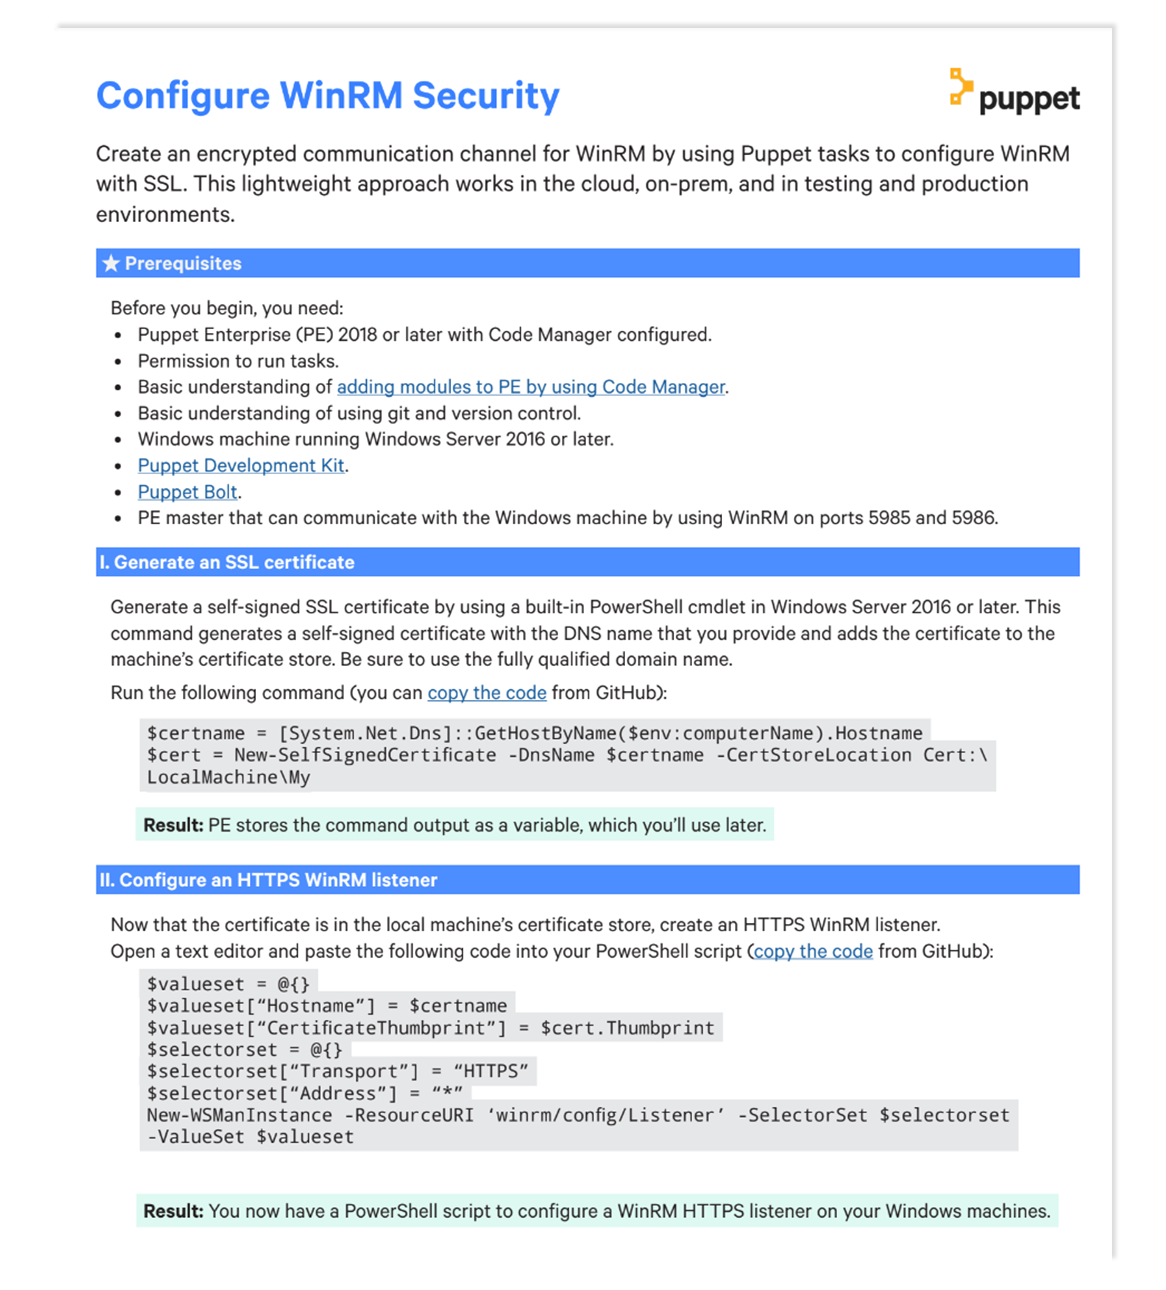 Configure WinRM Security
puppet
Create an encrypted communication channel for WinRM by using Puppet tasks to configure WinRM
with SSL. This lightweight approach works in the cloud, on-prem, and in testing and production
environments.
★ Prerequisites
Before you begin, you need:
• Puppet Enterprise (PE) 2018 or later with Code Manager configured.
• Permission to run tasks.
• Basic understanding of adding modules to PE by using Code Manager.
• Basic understanding of using git and version control.
• Windows machine running Windows Server 2016 or later.
• Puppet Development Kit.
• Puppet Bolt.
• PE master that can communicate with the Windows machine by using WinRM on ports 5985 and 5986.
I. Generate an SSL certificate
Generate a self-signed SSL certificate by using a built-in PowerShell cmdlet in Windows Server 2016 or later. This
command generates a self-signed certificate with the DNS name that you provide and adds the certificate to the
machine’s certificate store. Be sure to use the fully qualified domain name.
Run the following command (you can copy the code from GitHub):
$certname = [System.Net.Dns]::GetHostByName($env:computerName).Hostname
$cert = New-SelfSignedCertificate -DnsName $certname -CertStoreLocation Cert:\
LocalMachine\My
Result: PE stores the command output as a variable, which you’ll use later.
II. Configure an HTTPS WinRM listener
Now that the certificate is in the local machine’s certificate store, create an HTTPS WinRM listener.
Open a text editor and paste the following code into your PowerShell script (copy the code from GitHub):
$valueset = @{}
$valueset[“Hostname”] = $certname
$valueset[“CertificateThumbprint”] = $cert.Thumbprint
$selectorset = @{}
$selectorset[“Transport”] = “HTTPS”
$selectorset[“Address”] = “*”
New-WSManInstance -ResourceURI ‘winrm/config/Listener’ -SelectorSet $selectorset
-ValueSet $valueset
Result: You now have a PowerShell script to configure a WinRM HTTPS listener on your Windows machines.